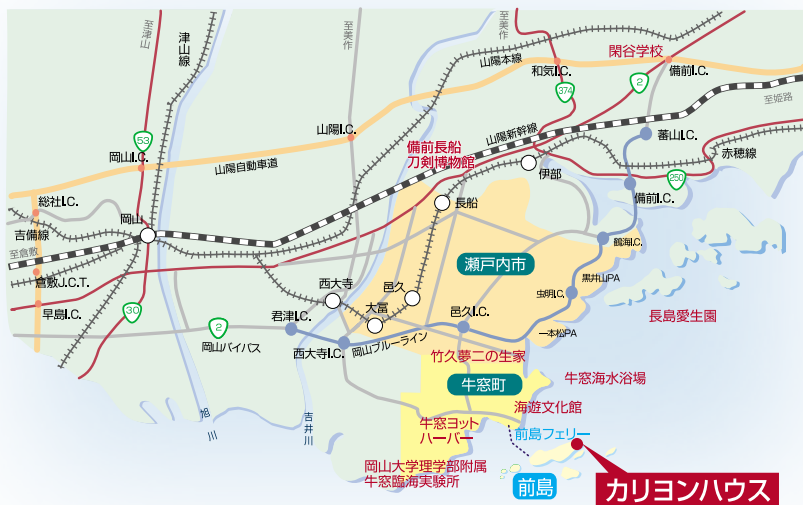 至津山
津山線
至美作
至美作
山陽本線
和気I.C.
閑谷学校
備前I.C.
2
374
至姫路
53
岡山I.C.
山陽自動車道
山陽I.C.
備前長船
刀剣博物館
山陽新幹線
蕃山I.C.
赤穂線
伊部
250
備前I.C.
総社I.C.
吉備線
至倉敷
岡山
長船
鶴海I.C.
瀬戸内市
黒井山PA
倉敷J.C.T.
早島I.C.
30
西大寺
邑久
大富
虫明I.C.
君津I.C.
邑久I.C.
2
岡山バイパス
西大寺I.C.
岡山ブルーライン
一本松PA
長島愛生園
竹久夢二の生家
牛窓町
牛窓海水浴場
旭川
吉井川
海遊文化館
牛窓ヨット
ハーバー
前島フェリー
岡山大学理学部附属
牛窓臨海実験所
前島
カリヨンハウス